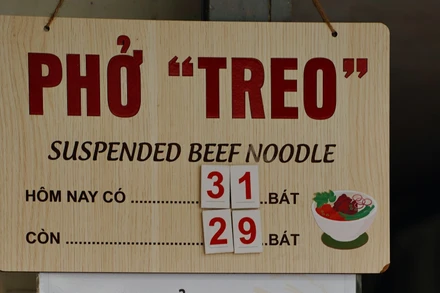 PHỞ “TREO”
SUSPENDED BEEF NOODLE
HÔM NAY CÓ ............... 31 ..BÁT
CÒN ............................. 29 ..BÁT